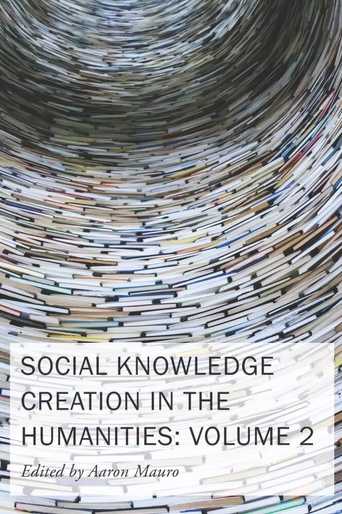 SOCIAL KNOWLEDGE
CREATION IN THE
HUMANITIES: VOLUME 2
Edited by Aaron Mauro